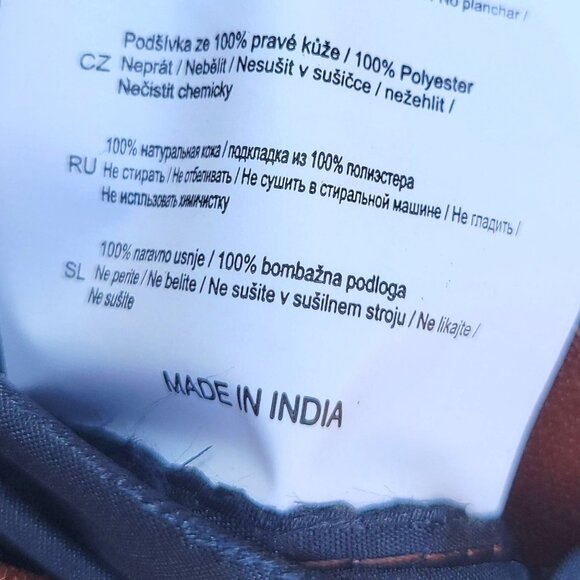 No planchar /
Podšívka ze 100% pravé kůže / 100% Polyester
CZ Neprát / Nebělit / Nesušit v sušičce / nežehlit /
Nečistit chemicky
100% натуральная кожа / подкладка из 100% полиэстера
RU Не стирать / Не отбеливать / Не сушить в стиральной машине / Не гладить /
Не использовать химчистку
100% naravno usnje / 100% bombažna podloga
SL Ne perite / Ne belite / Ne sušite v sušilnem stroju / Ne likajte /
Ne sušite
MADE IN INDIA